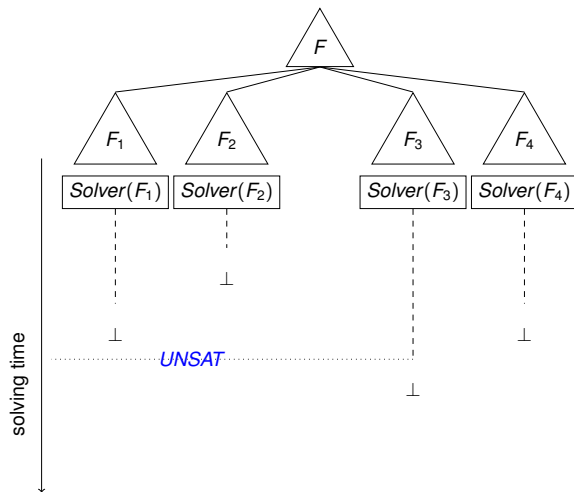 F
F₁ F₂ F₃ F₄
Solver(F₁) Solver(F₂) Solver(F₃) Solver(F₄)
⊥
⊥ ⊥
UNSAT
⊥
solving time